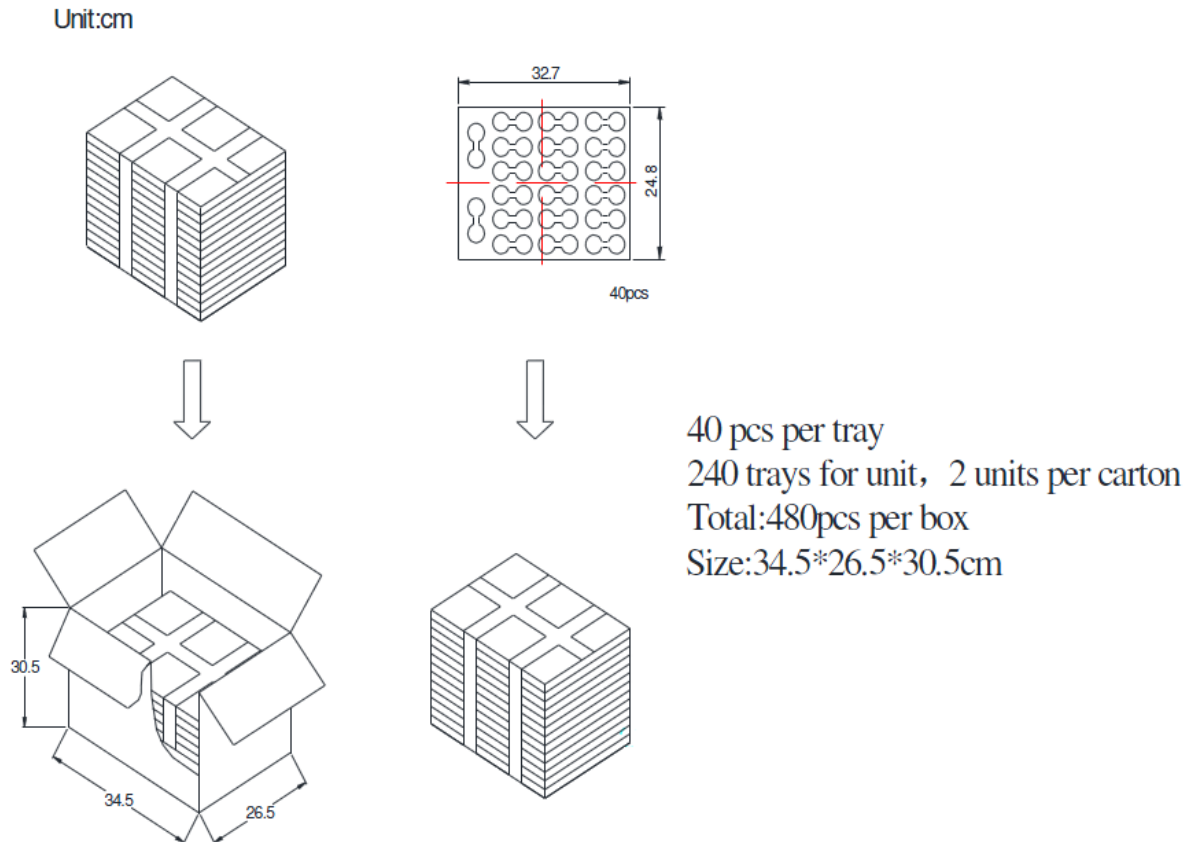 Unit:cm
32.7
24.8
40pcs
40 pcs per tray
240 trays for unit，2 units per carton
Total:480pcs per box
Size:34.5*26.5*30.5cm
30.5
34.5
26.5